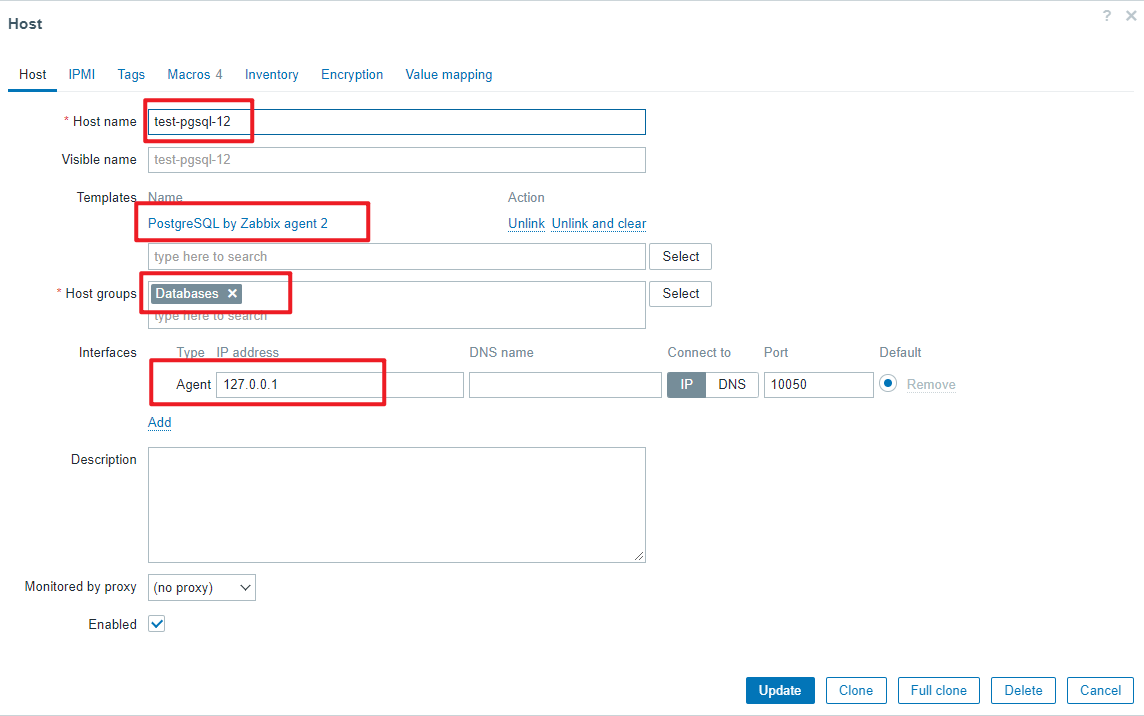 Host
? ×
Host IPMI Tags Macros 4 Inventory Encryption Value mapping
* Host name test-pgsql-12
Visible name test-pgsql-12
Templates Name Action
PostgreSQL by Zabbix agent 2 Unlink Unlink and clear
type here to search Select
* Host groups Databases × Select
type here to search
Interfaces Type IP address DNS name Connect to Port Default
Agent 127.0.0.1 IP DNS 10050 Remove
Add
Description
Monitored by proxy (no proxy)
Enabled
Update Clone Full clone Delete Cancel